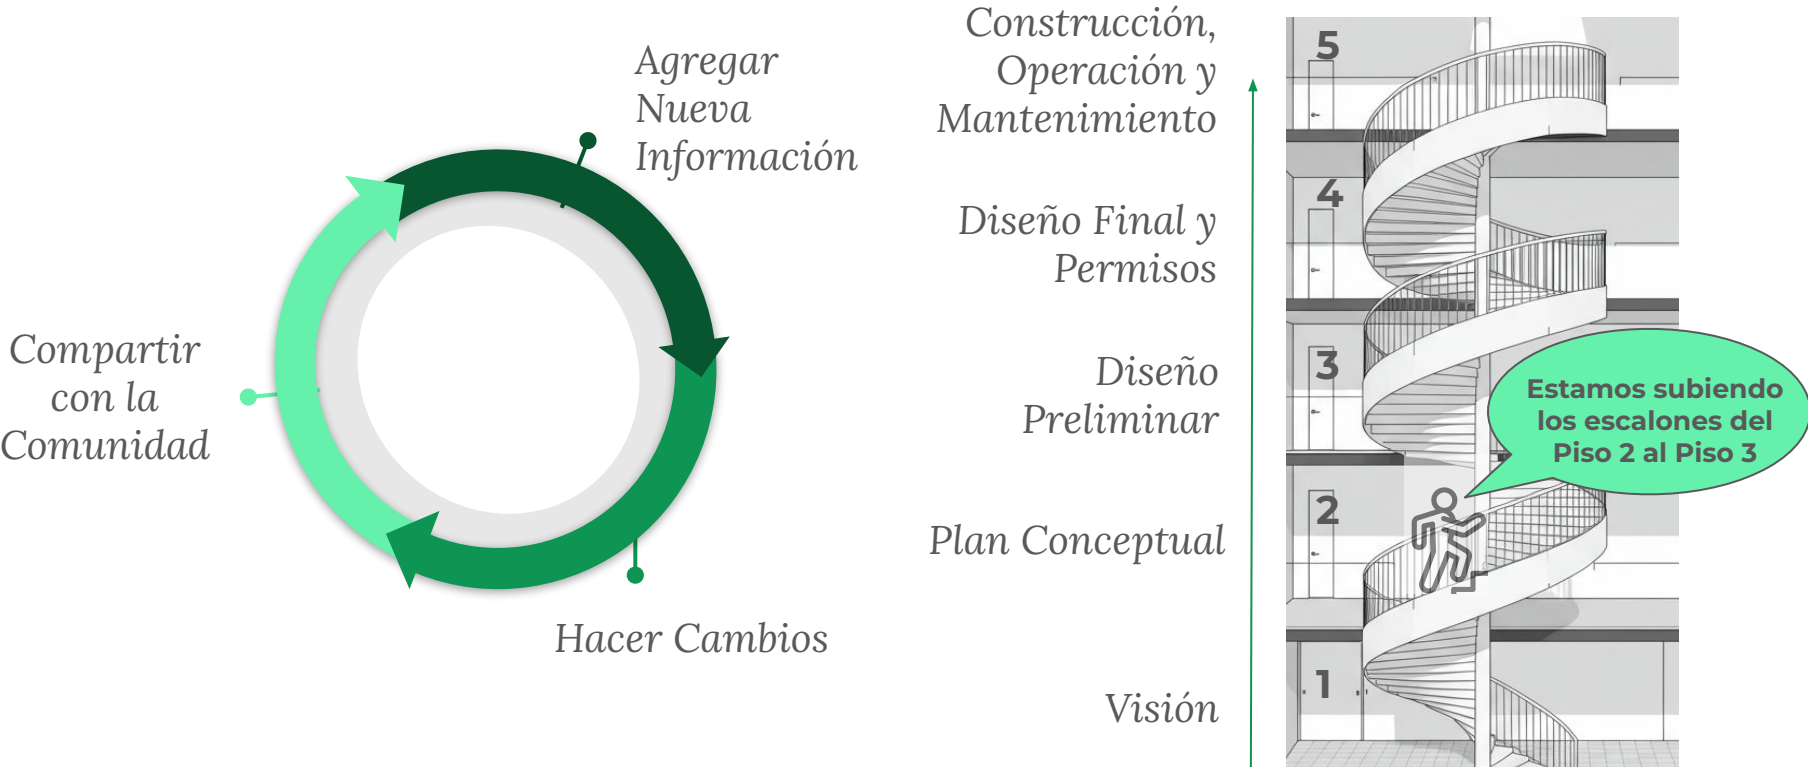 Agregar
Nueva
Información
Compartir
con la
Comunidad
Hacer Cambios
Construcción,
Operación y
Mantenimiento
Diseño Final y
Permisos
Diseño
Preliminar
Plan Conceptual
Visión
5
4
3
2
1
Estamos subiendo
los escalones del
Piso 2 al Piso 3